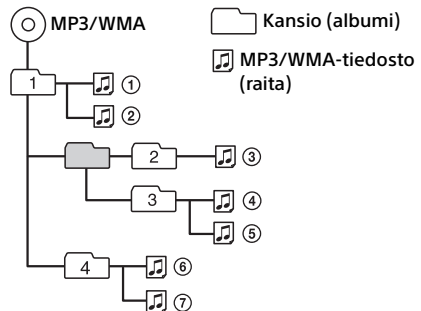 MP3/WMA
Kansio (albumi)
MP3/WMA-tiedosto
(raita)
1
①
②
2
③
3
④
⑤
4
⑥
⑦